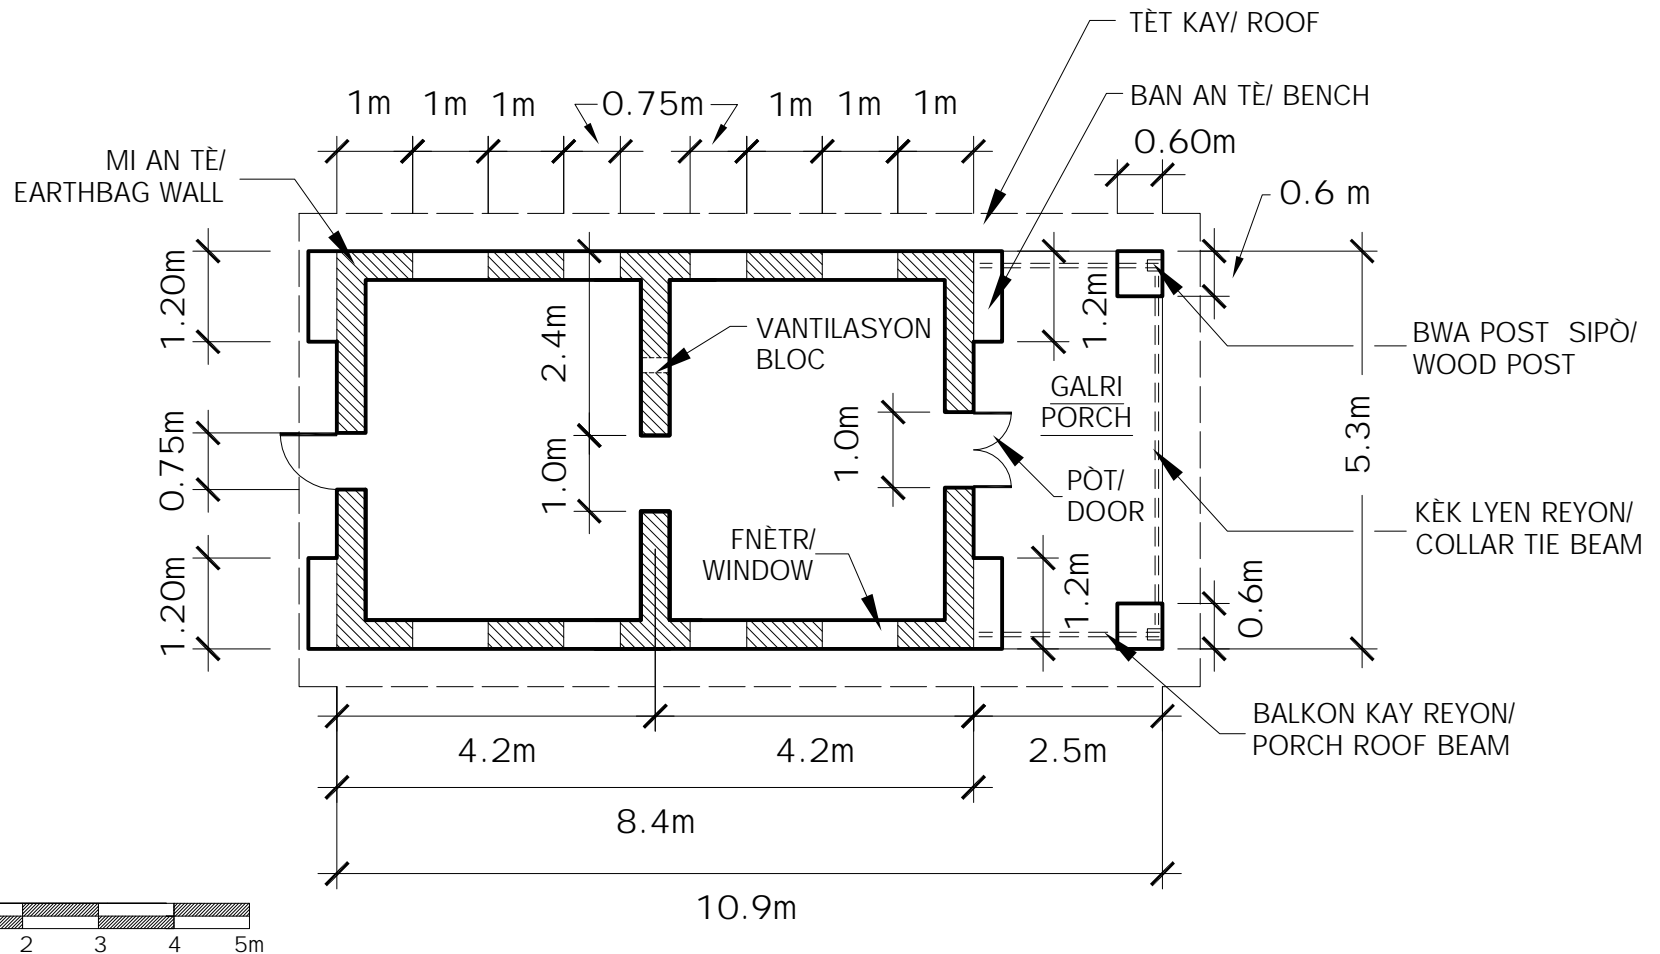 TÈT KAY/ ROOF
BAN AN TÈ/ BENCH
1m
1m
1m
0.75m
1m
1m
1m
0.60m
MI AN TÈ/
EARTHBAG WALL
0.6 m
1.20m
2.4m
VANTILASYON
BLOC
1.2m
BWA POST SIPÒ/
WOOD POST
GALRI
PORCH
0.75m
1.0m
1.0m
5.3m
PÒT/
DOOR
KÈK LYEN REYON/
COLLAR TIE BEAM
FNÈTR/
WINDOW
1.20m
1.2m
0.6m
BALKON KAY REYON/
PORCH ROOF BEAM
4.2m
4.2m
2.5m
8.4m
10.9m
2
3
4
5m